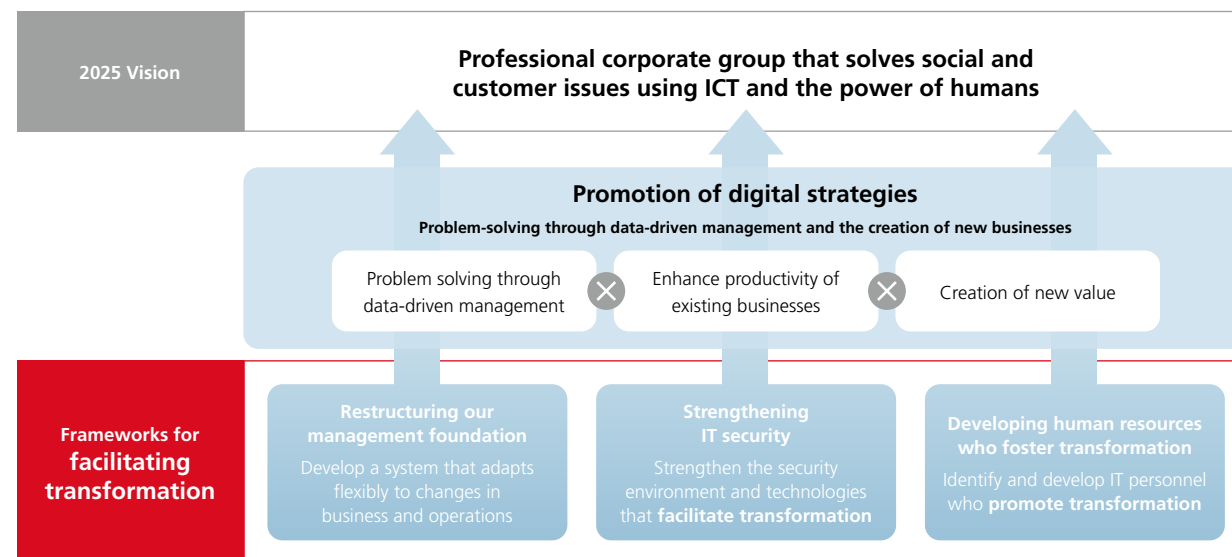 2025 Vision
Professional corporate group that solves social and
customer issues using ICT and the power of humans
Promotion of digital strategies
Problem-solving through data-driven management and the creation of new businesses
Problem solving through
data-driven management
Enhance productivity of
existing businesses
Creation of new value
Frameworks for
facilitating
transformation
Restructuring our
management foundation
Develop a system that adapts
flexibly to changes in
business and operations
Strengthening
IT security
Strengthen the security
environment and technologies
that facilitate transformation
Developing human resources
who foster transformation
Identify and develop IT personnel
who promote transformation